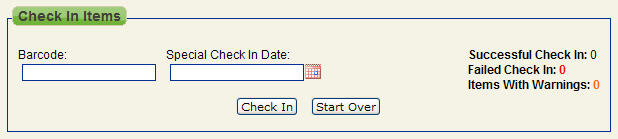 Check In Items
Barcode: Special Check In Date: Successful Check In: 0
Failed Check In: 0
Items With Warnings: 0
Check In Start Over